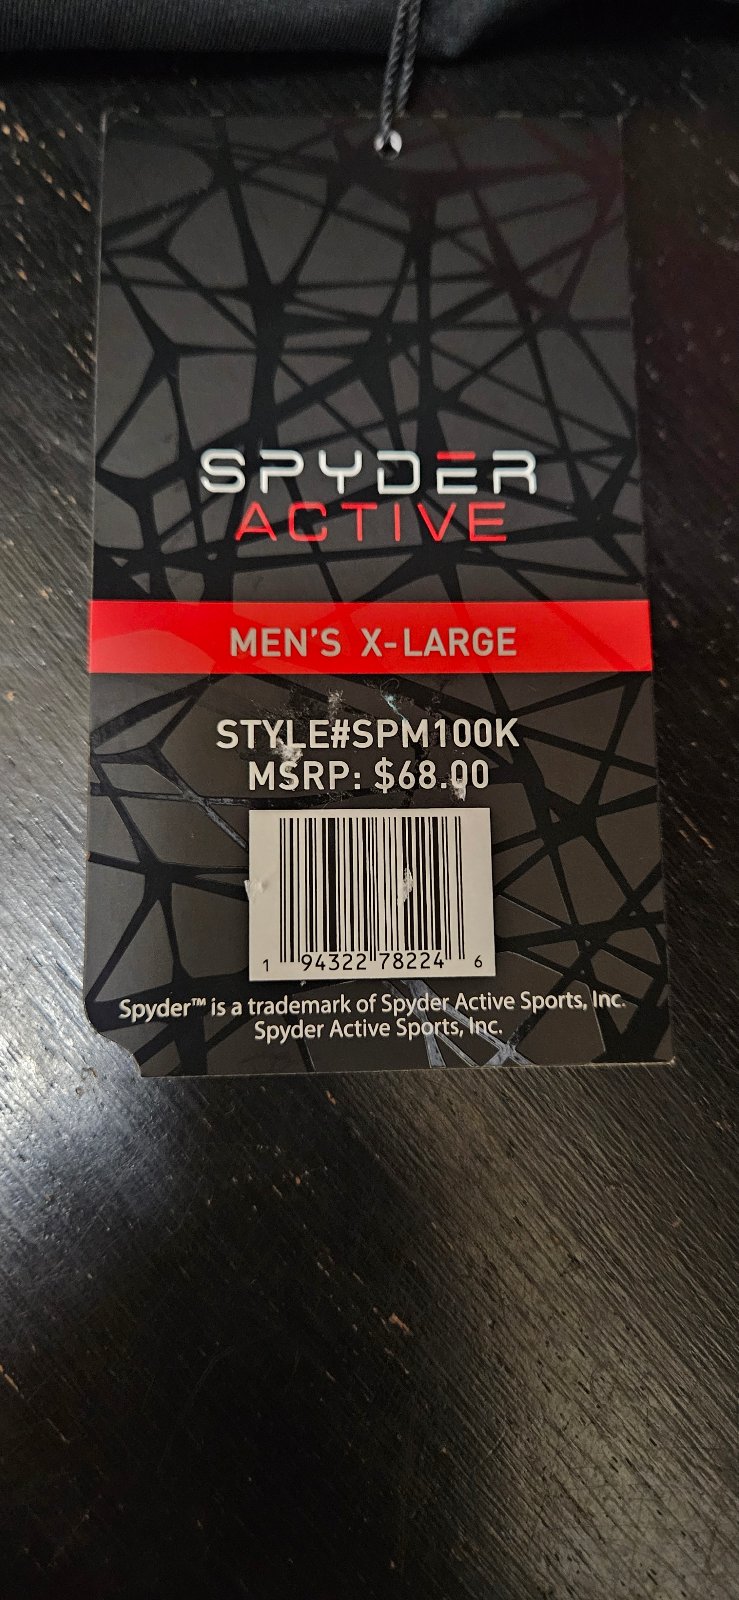 SPYDER
ACTIVE
MEN'S X-LARGE
STYLE#SPM100K
MSRP: $68.00
1 94322 78224 6
Spyder™ is a trademark of Spyder Active Sports, Inc.
Spyder Active Sports, Inc.